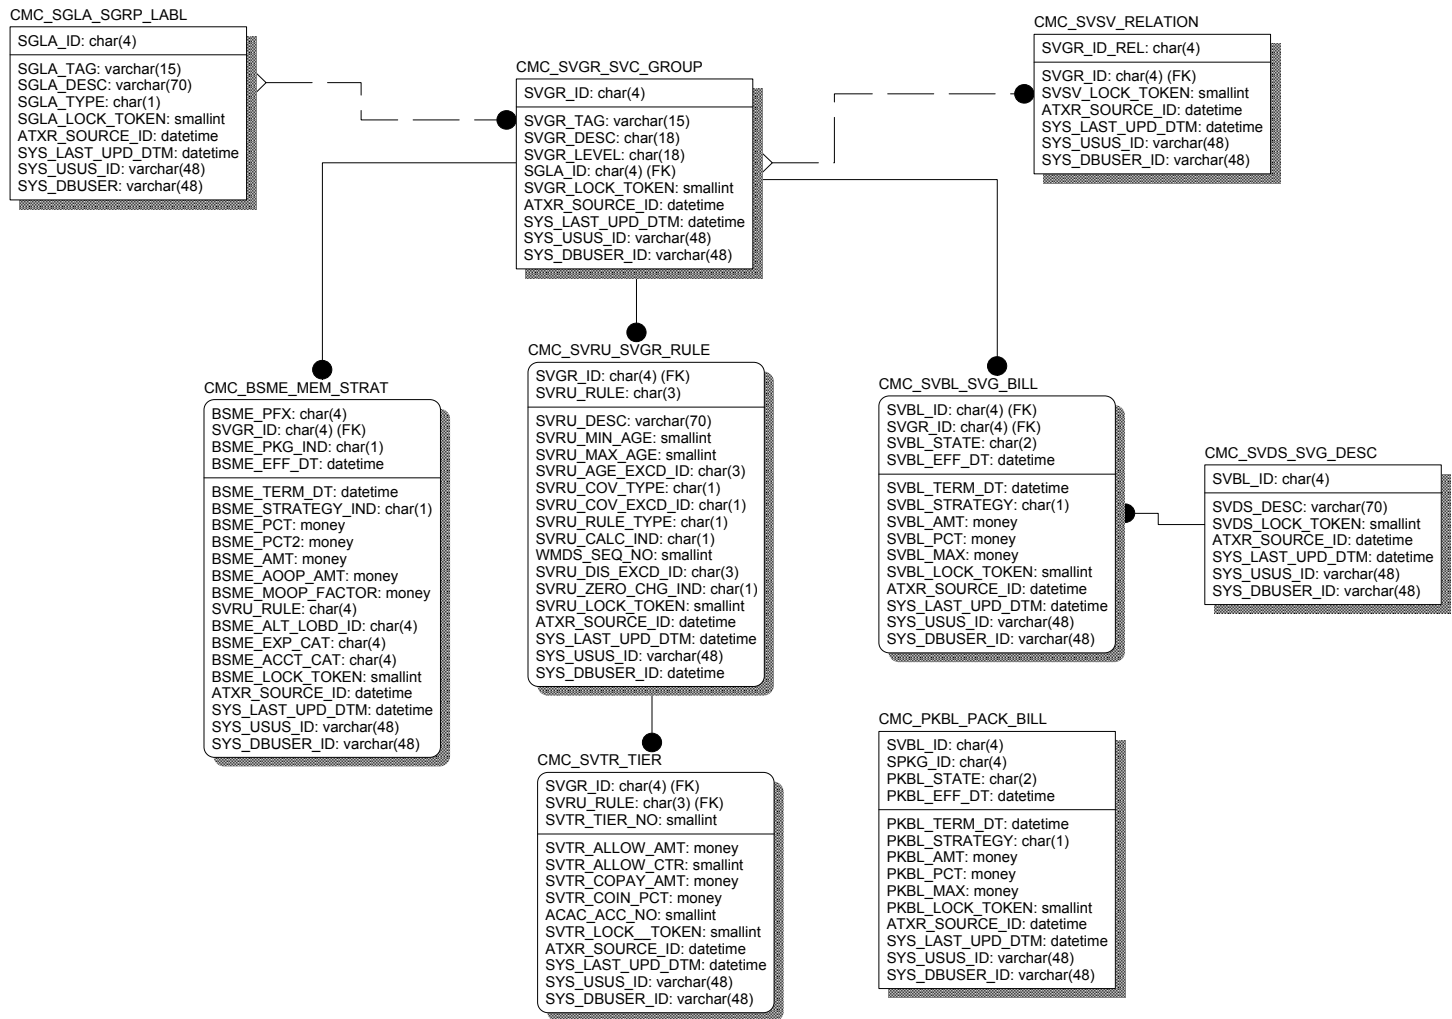 CMC_SGLA_SGRP_LABL
SGLA_ID: char(4)
SGLA_TAG: varchar(15)
SGLA_DESC: varchar(70)
SGLA_TYPE: char(1)
SGLA_LOCK_TOKEN: smallint
ATXR_SOURCE_ID: datetime
SYS_LAST_UPD_DTM: datetime
SYS_USUS_ID: varchar(48)
SYS_DBUSER: varchar(48)
CMC_SVGR_SVC_GROUP
SVGR_ID: char(4)
SVGR_TAG: varchar(15)
SVGR_DESC: char(18)
SVGR_LEVEL: char(18)
SGLA_ID: char(4) (FK)
SVGR_LOCK_TOKEN: smallint
ATXR_SOURCE_ID: datetime
SYS_LAST_UPD_DTM: datetime
SYS_USUS_ID: varchar(48)
SYS_DBUSER_ID: varchar(48)
CMC_SVSV_RELATION
SVGR_ID_REL: char(4)
SVGR_ID: char(4) (FK)
SVSV_LOCK_TOKEN: smallint
ATXR_SOURCE_ID: datetime
SYS_LAST_UPD_DTM: datetime
SYS_USUS_ID: varchar(48)
SYS_DBUSER_ID: varchar(48)
CMC_BSME_MEM_STRAT
BSME_PFX: char(4)
SVGR_ID: char(4) (FK)
BSME_PKG_IND: char(1)
BSME_EFF_DT: datetime
BSME_TERM_DT: datetime
BSME_STRATEGY_IND: char(1)
BSME_PCT: money
BSME_PCT2: money
BSME_AMT: money
BSME_AOOP_AMT: money
BSME_MOOP_FACTOR: money
SVRU_RULE: char(4)
BSME_ALT_LOBD_ID: char(4)
BSME_EXP_CAT: char(4)
BSME_ACCT_CAT: char(4)
BSME_LOCK_TOKEN: smallint
ATXR_SOURCE_ID: datetime
SYS_LAST_UPD_DTM: datetime
SYS_USUS_ID: varchar(48)
SYS_DBUSER_ID: varchar(48)
CMC_SVRU_SVGR_RULE
SVGR_ID: char(4) (FK)
SVRU_RULE: char(3)
SVRU_DESC: varchar(70)
SVRU_MIN_AGE: smallint
SVRU_MAX_AGE: smallint
SVRU_AGE_EXCD_ID: char(3)
SVRU_COV_TYPE: char(1)
SVRU_COV_EXCD_ID: char(1)
SVRU_RULE_TYPE: char(1)
SVRU_CALC_IND: char(1)
WMDS_SEQ_NO: smallint
SVRU_DIS_EXCD_ID: char(3)
SVRU_ZERO_CHG_IND: char(1)
SVRU_LOCK_TOKEN: smallint
ATXR_SOURCE_ID: datetime
SYS_LAST_UPD_DTM: datetime
SYS_USUS_ID: varchar(48)
SYS_DBUSER_ID: datetime
CMC_SVBL_SVG_BILL
SVBL_ID: char(4) (FK)
SVGR_ID: char(4) (FK)
SVBL_STATE: char(2)
SVBL_EFF_DT: datetime
SVBL_TERM_DT: datetime
SVBL_STRATEGY: char(1)
SVBL_AMT: money
SVBL_PCT: money
SVBL_MAX: money
SVBL_LOCK_TOKEN: smallint
ATXR_SOURCE_ID: datetime
SYS_LAST_UPD_DTM: datetime
SYS_USUS_ID: varchar(48)
SYS_DBUSER_ID: varchar(48)
CMC_SVDS_SVG_DESC
SVBL_ID: char(4)
SVDS_DESC: varchar(70)
SVDS_LOCK_TOKEN: smallint
ATXR_SOURCE_ID: datetime
SYS_LAST_UPD_DTM: datetime
SYS_USUS_ID: varchar(48)
SYS_DBUSER_ID: varchar(48)
CMC_SVTR_TIER
SVGR_ID: char(4) (FK)
SVRU_RULE: char(3) (FK)
SVTR_TIER_NO: smallint
SVTR_ALLOW_AMT: money
SVTR_ALLOW_CTR: smallint
SVTR_COPAY_AMT: money
SVTR_COIN_PCT: money
ACAC_ACC_NO: smallint
SVTR_LOCK__TOKEN: smallint
ATXR_SOURCE_ID: datetime
SYS_LAST_UPD_DTM: datetime
SYS_USUS_ID: varchar(48)
SYS_DBUSER_ID: varchar(48)
CMC_PKBL_PACK_BILL
SVBL_ID: char(4)
SPKG_ID: char(4)
PKBL_STATE: char(2)
PKBL_EFF_DT: datetime
PKBL_TERM_DT: datetime
PKBL_STRATEGY: char(1)
PKBL_AMT: money
PKBL_PCT: money
PKBL_MAX: money
PKBL_LOCK_TOKEN: smallint
ATXR_SOURCE_ID: datetime
SYS_LAST_UPD_DTM: datetime
SYS_USUS_ID: varchar(48)
SYS_DBUSER_ID: varchar(48)